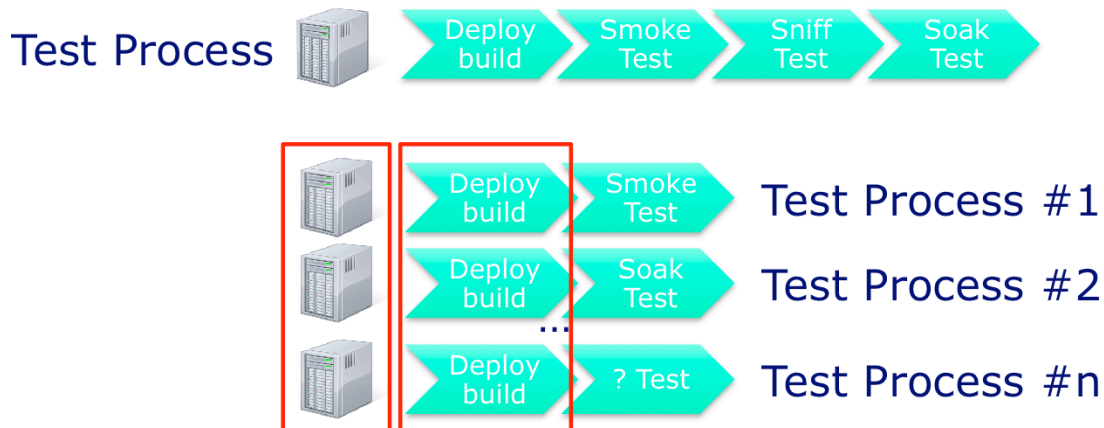 Test Process
Deploy
build
Smoke
Test
Sniff
Test
Soak
Test
Deploy
build
Smoke
Test
Test Process #1
Deploy
build
Soak
Test
Test Process #2
...
Deploy
build
? Test
Test Process #n